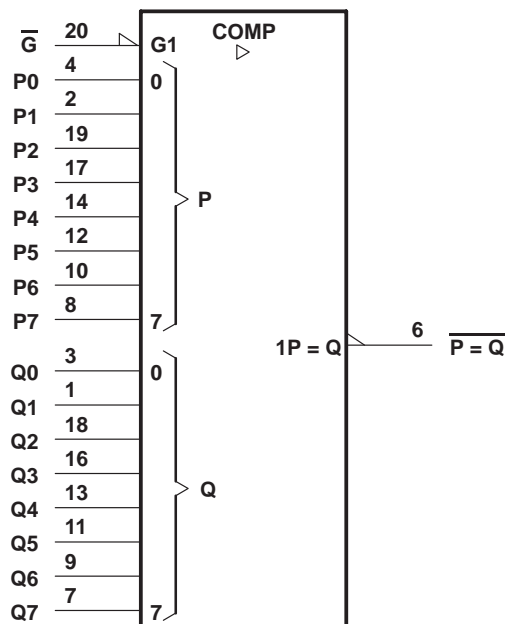 COMP
G̅ 20 G1
P0 4 0
P1 2
P2 19
P3 17
P4 14 P
P5 12
P6 10
P7 8 7
1P = Q 6 P̅ ̅=̅ ̅Q̅
Q0 3 0
Q1 1
Q2 18
Q3 16
Q4 13 Q
Q5 11
Q6 9
Q7 7 7